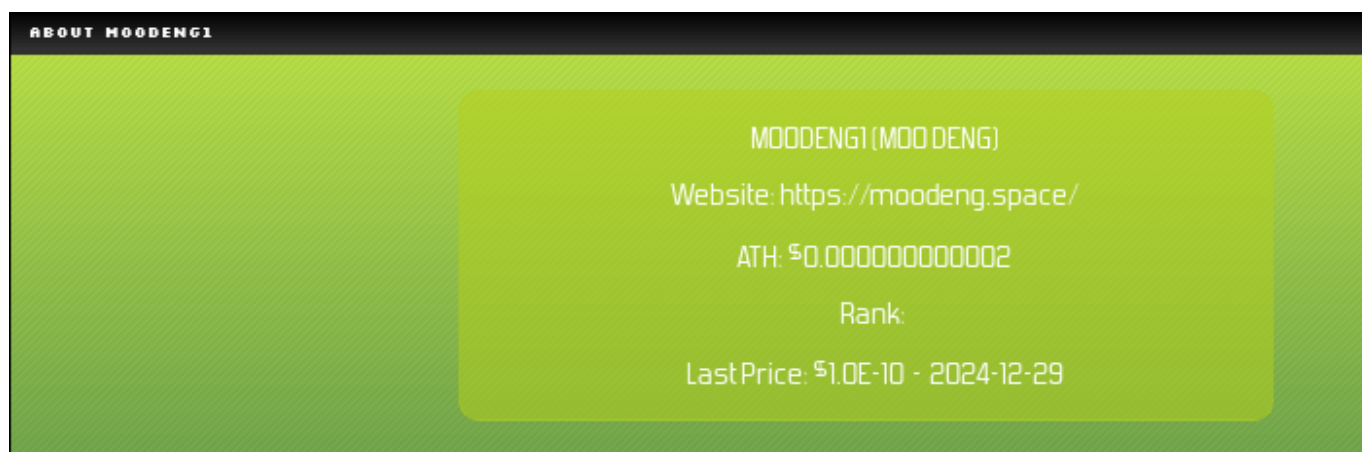 ABOUT MOODENG1
MOODENG1 (MOO DENG)
Website: https://moodeng.space/
ATH: $0.000000000002
Rank:
Last Price: $1.0E-10 - 2024-12-29